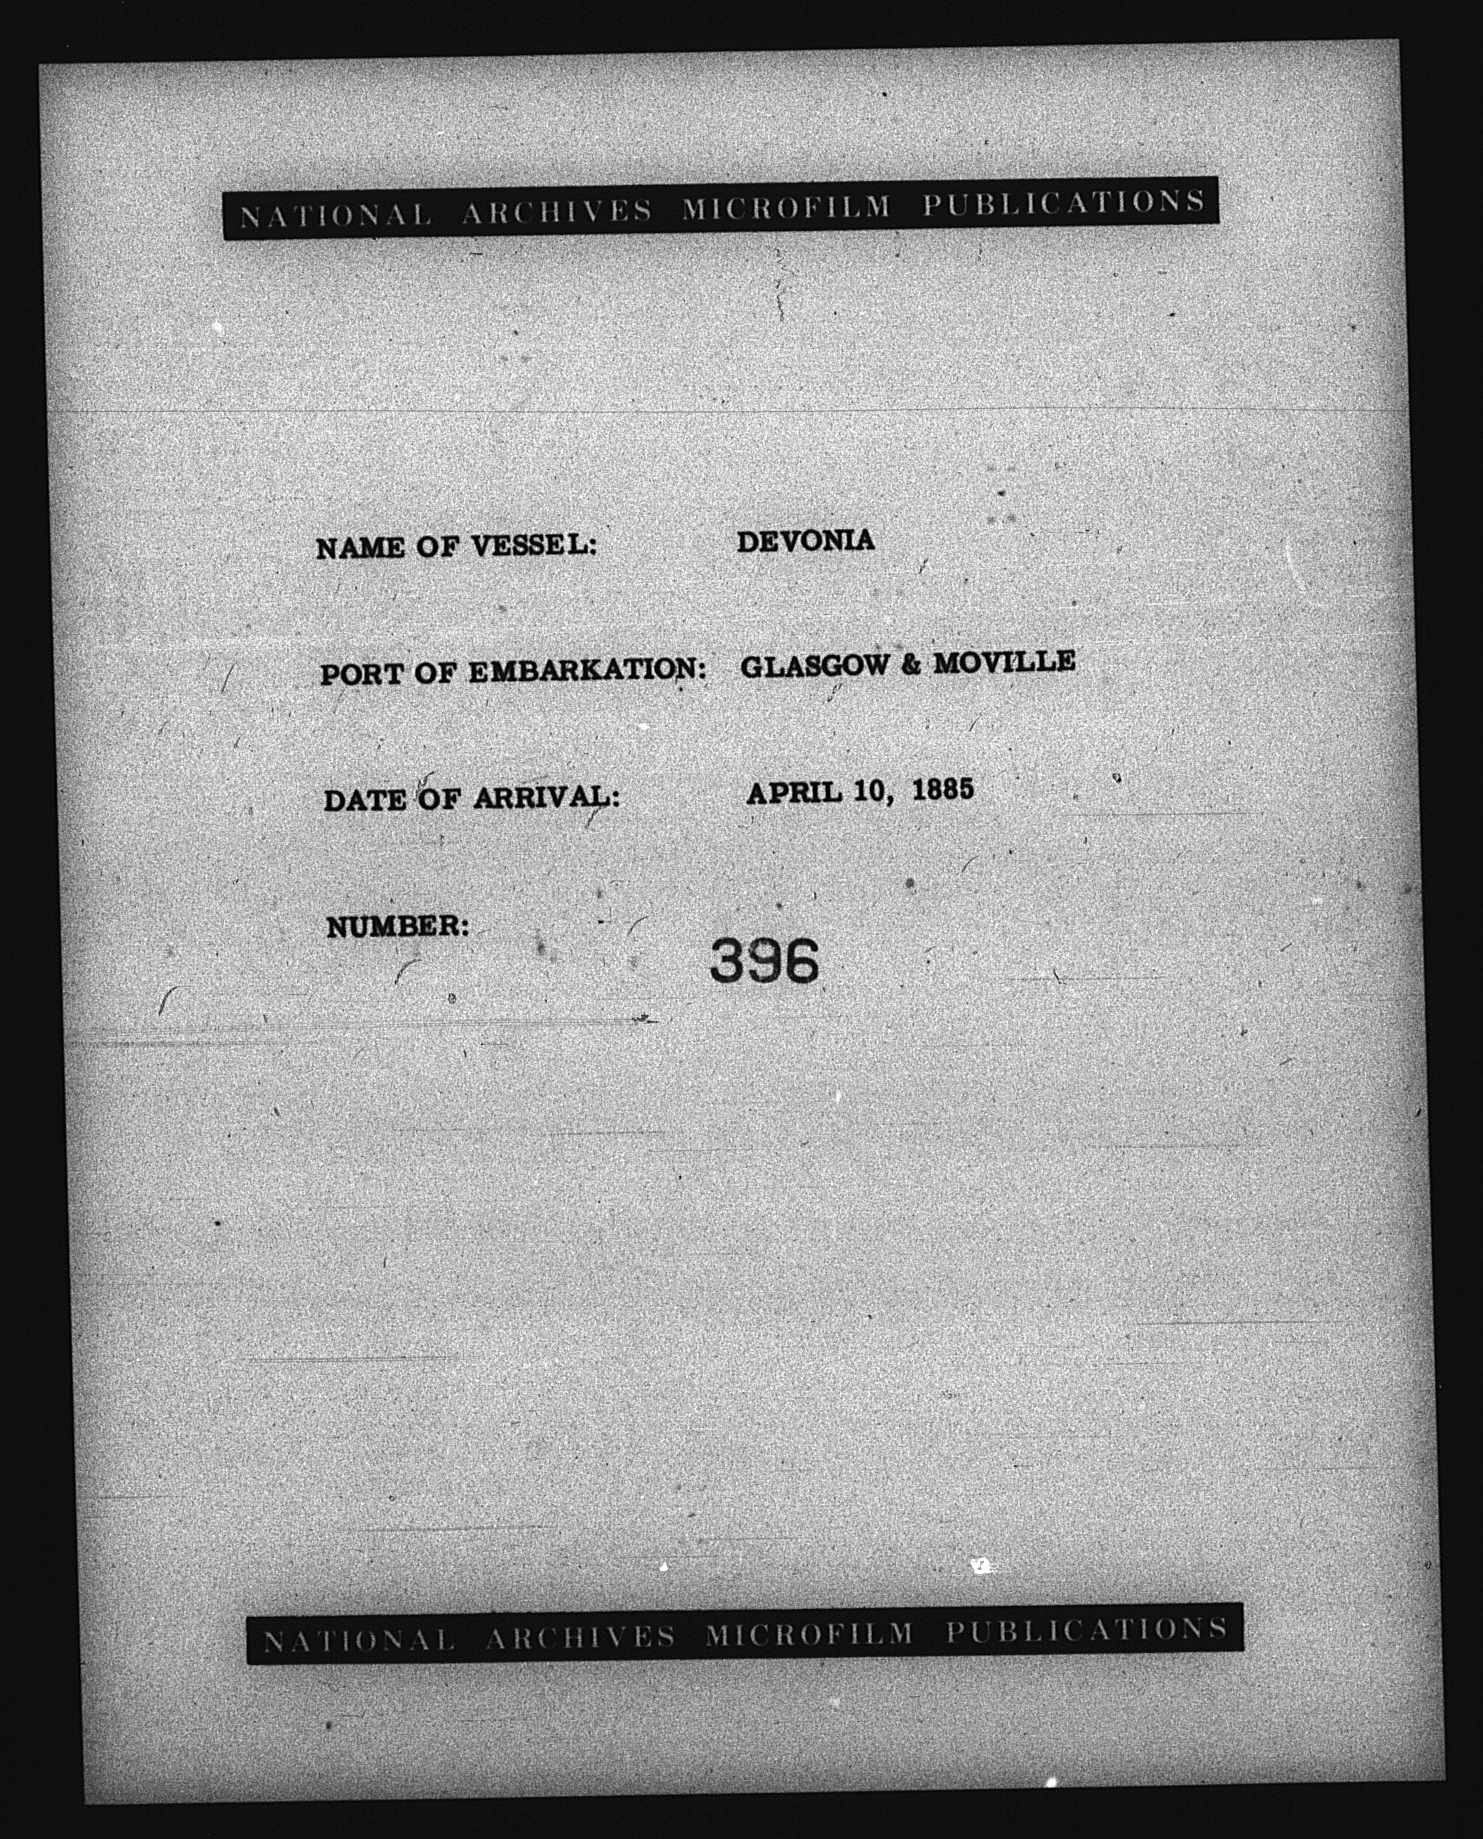 NATIONAL ARCHIVES MICROFILM PUBLICATIONS
NAME OF VESSEL: DEVONIA
PORT OF EMBARKATION: GLASGOW & MOVILLE
DATE OF ARRIVAL: APRIL 10, 1885
NUMBER:
396
NATIONAL ARCHIVES MICROFILM PUBLICATIONS